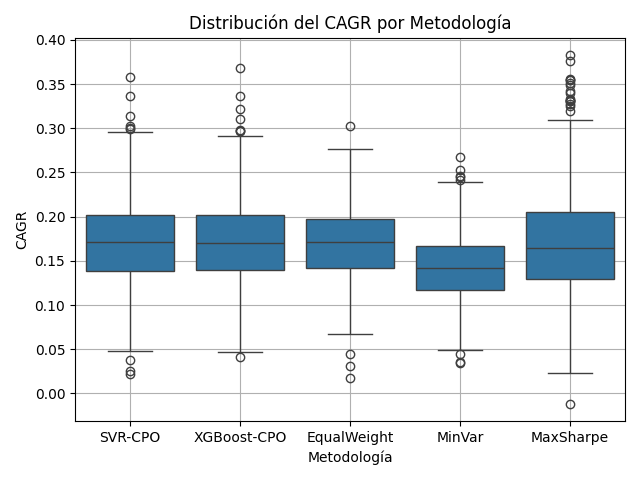 Distribución del CAGR por Metodología
0.40
0.35
0.30
0.25
0.20
0.15
0.10
0.05
0.00
CAGR
SVR-CPO
XGBoost-CPO
EqualWeight
MinVar
MaxSharpe
Metodología